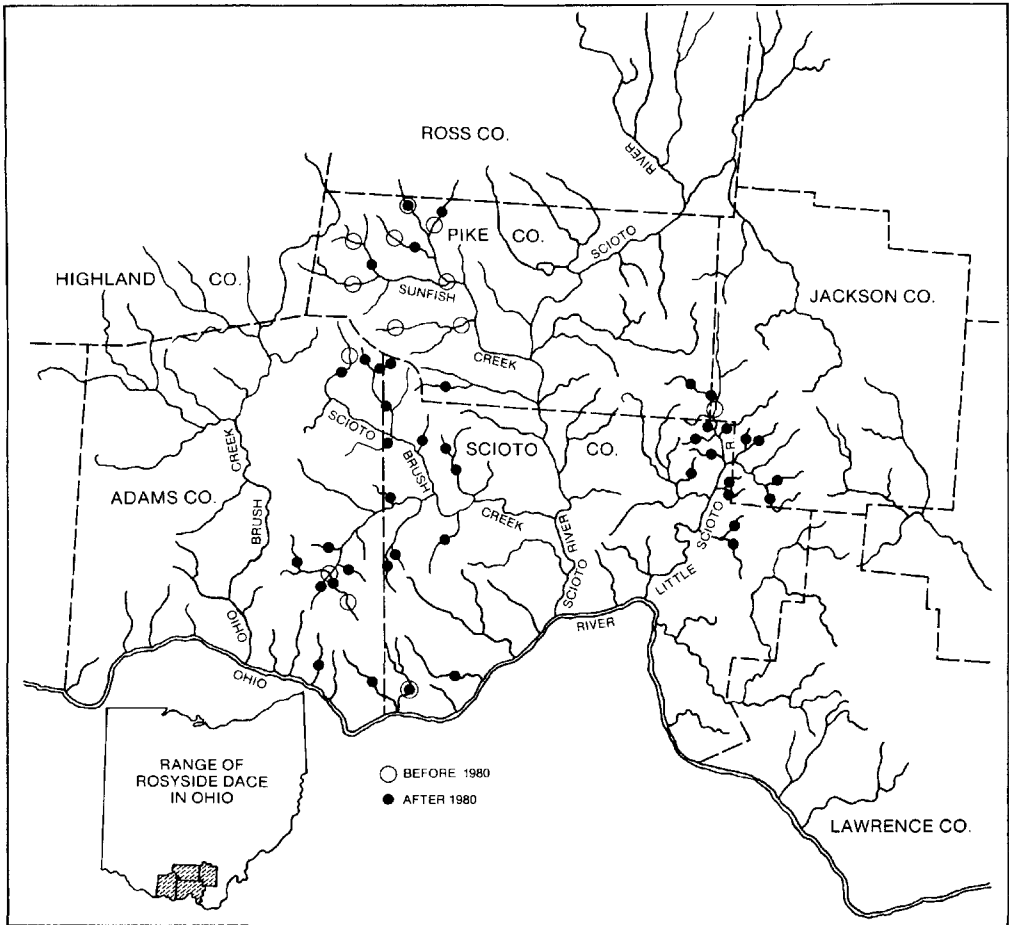 ROSS CO.
RIVER
PIKE CO.
SCIOTO
HIGHLAND CO.
SUNFISH
JACKSON CO.
CREEK
SCIOTO
BRUSH
CREEK
SCIOTO CO.
R.
CREEK
BRUSH
ADAMS CO.
SCIOTO
RIVER
SCIOTO
LITTLE
OHIO
RIVER
OHIO
RANGE OF
ROSYSIDE DACE
IN OHIO
BEFORE 1980
AFTER 1980
LAWRENCE CO.